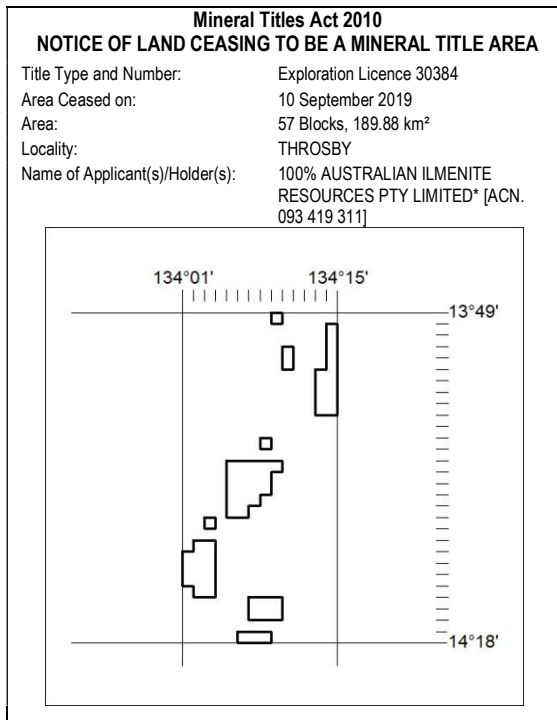 Mineral Titles Act 2010
NOTICE OF LAND CEASING TO BE A MINERAL TITLE AREA
Title Type and Number: Exploration Licence 30384
Area Ceased on: 10 September 2019
Area: 57 Blocks, 189.88 km²
Locality: THROSBY
Name of Applicant(s)/Holder(s): 100% AUSTRALIAN ILMENITE
RESOURCES PTY LIMITED* [ACN.
093 419 311]
134°01' 134°15'
13°49'
14°18'